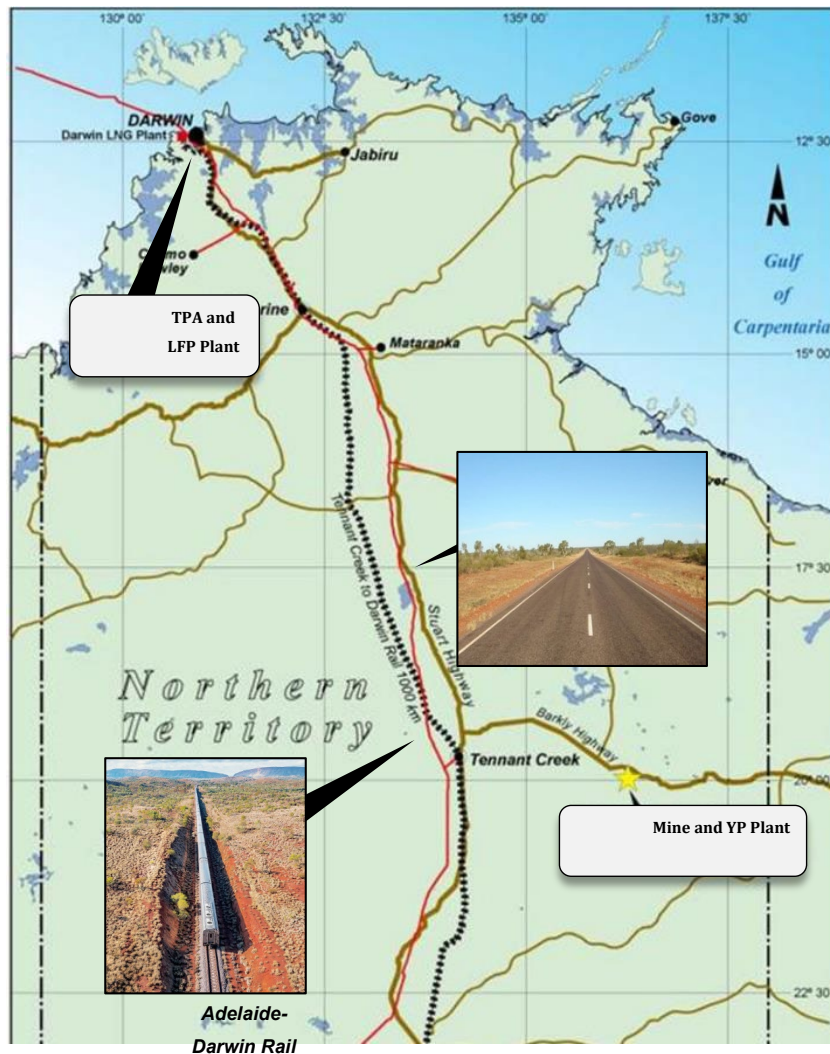 130° 00'
132° 30'
135° 00'
137° 30'
DARWIN
Darwin LNG Plant
Gove
12° 30'
Jabiru
N
Gulf
of
Carpentaria
TPA and
LFP Plant
Mataranka
15° 00'
17° 30'
Tennant Creek to Darwin Rail 1000 km
Stuart Highway
Northern
Territory
Barkly Highway
Tennant Creek
20° 00'
Mine and YP Plant
22° 30'
Adelaide-
Darwin Rail